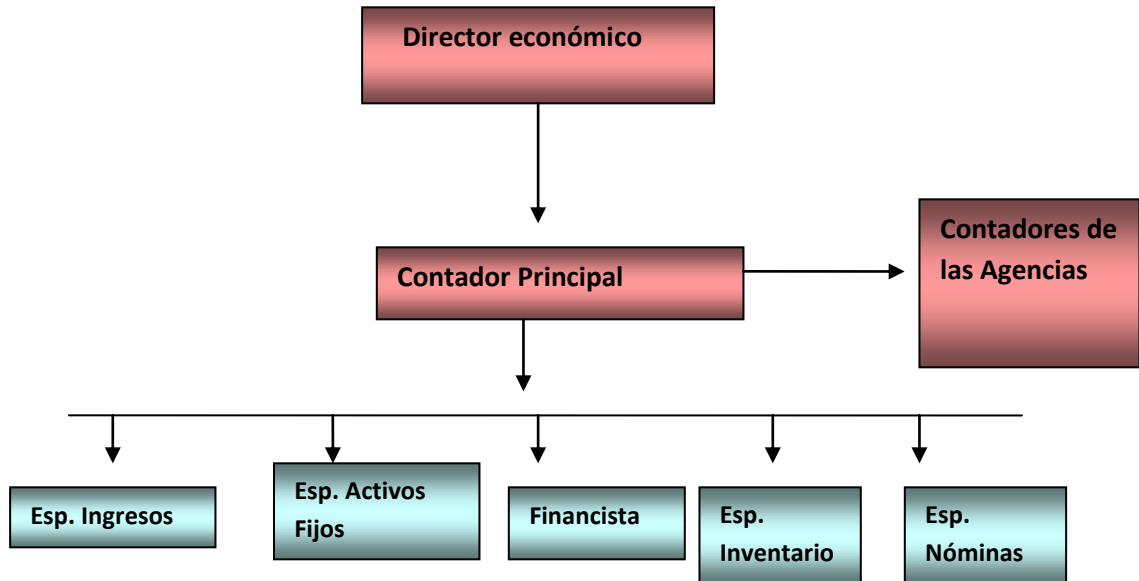 Director económico
Contadores de
las Agencias
Contador Principal
Esp. Ingresos
Esp. Activos
Fijos
Financista
Esp.
Inventario
Esp.
Nóminas